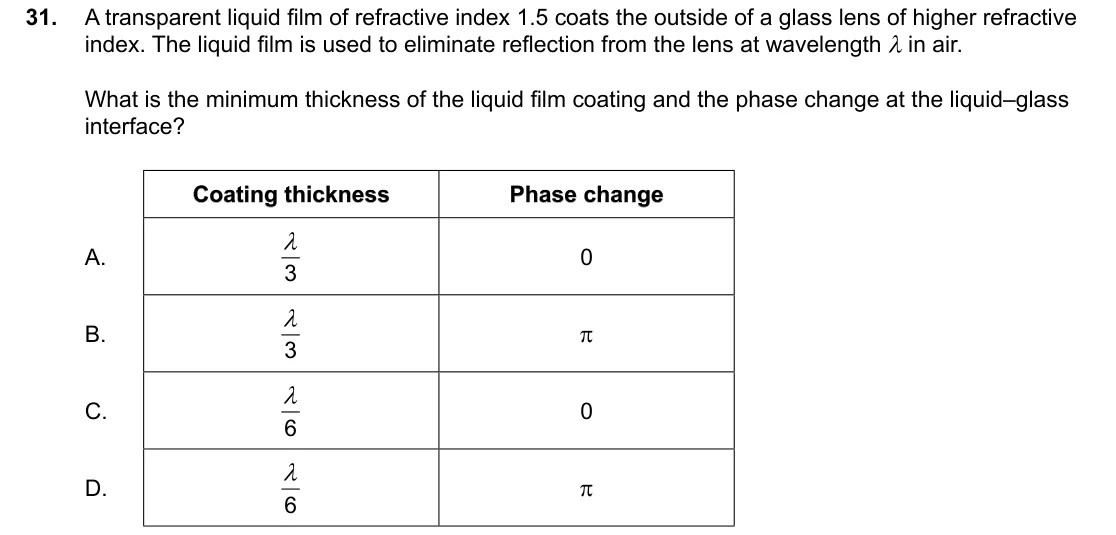 31. A transparent liquid film of refractive index 1.5 coats the outside of a glass lens of higher refractive
index. The liquid film is used to eliminate reflection from the lens at wavelength λ in air.
What is the minimum thickness of the liquid film coating and the phase change at the liquid–glass
interface?
Coating thickness Phase change
A. λ/3 0
B. λ/3 π
C. λ/6 0
D. λ/6 π